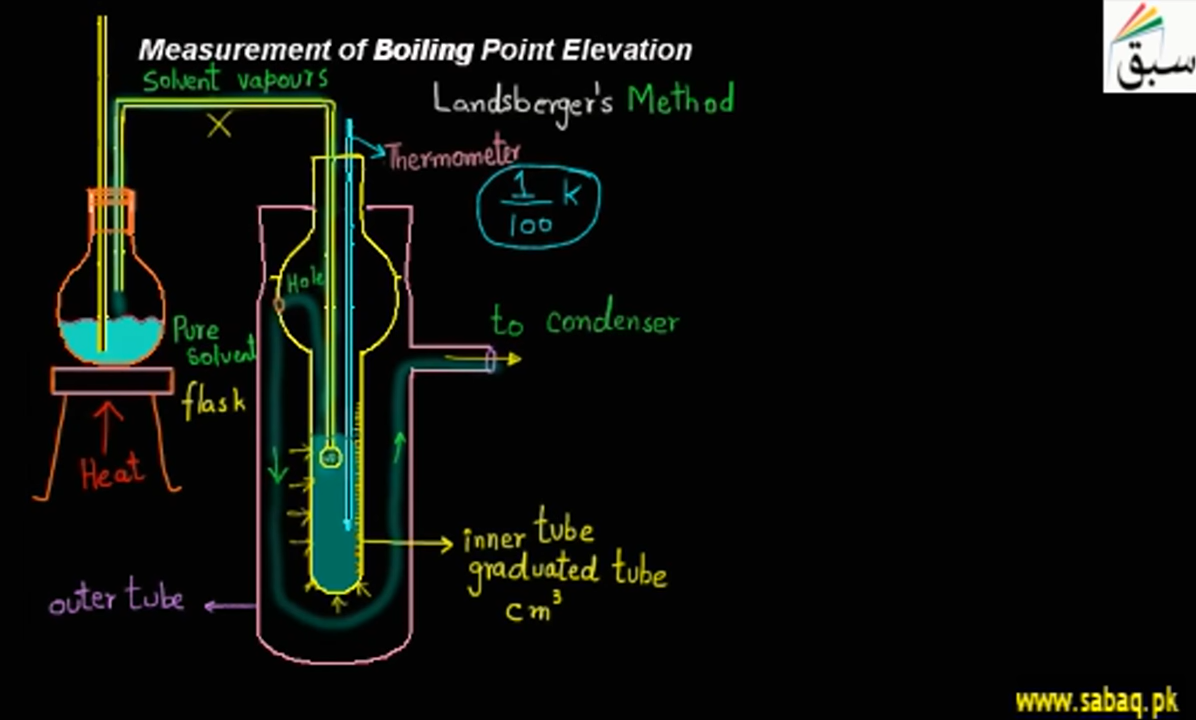 Measurement of Boiling Point Elevation
سبق
Solvent vapours
Landsberger's Method
X
Thermometer
1/100 K
Hole
to condenser
Pure
solvent
flask
Heat
inner tube
graduated tube
cm³
outer tube
www.sabaq.pk